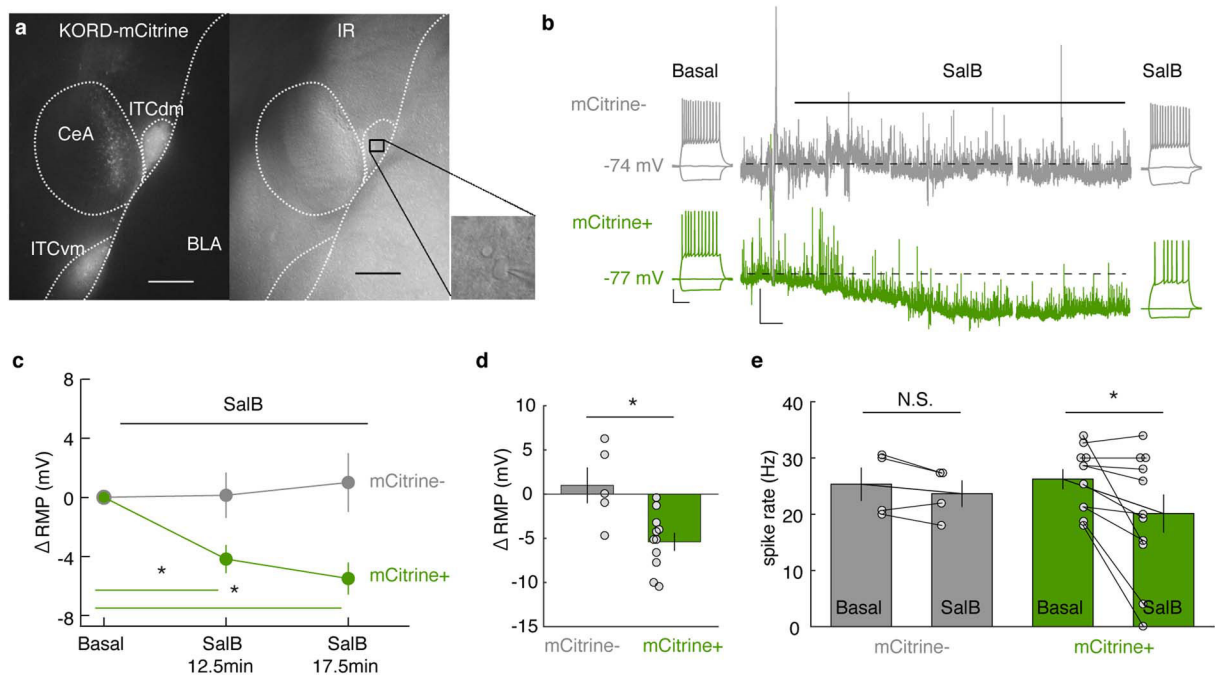 a
KORD-mCitrine
IR
CeA
ITCdm
ITCvm
BLA
b
Basal
SalB
SalB
mCitrine-
-74 mV
mCitrine+
-77 mV
c
8
4
0
-4
-8
Δ RMP (mV)
SalB
mCitrine-
mCitrine+
*
*
Basal
SalB
12.5min
SalB
17.5min
d
10
5
0
-5
-10
-15
Δ RMP (mV)
*
mCitrine-
mCitrine+
e
40
30
20
10
0
spike rate (Hz)
N.S.
*
Basal
SalB
Basal
SalB
mCitrine-
mCitrine+